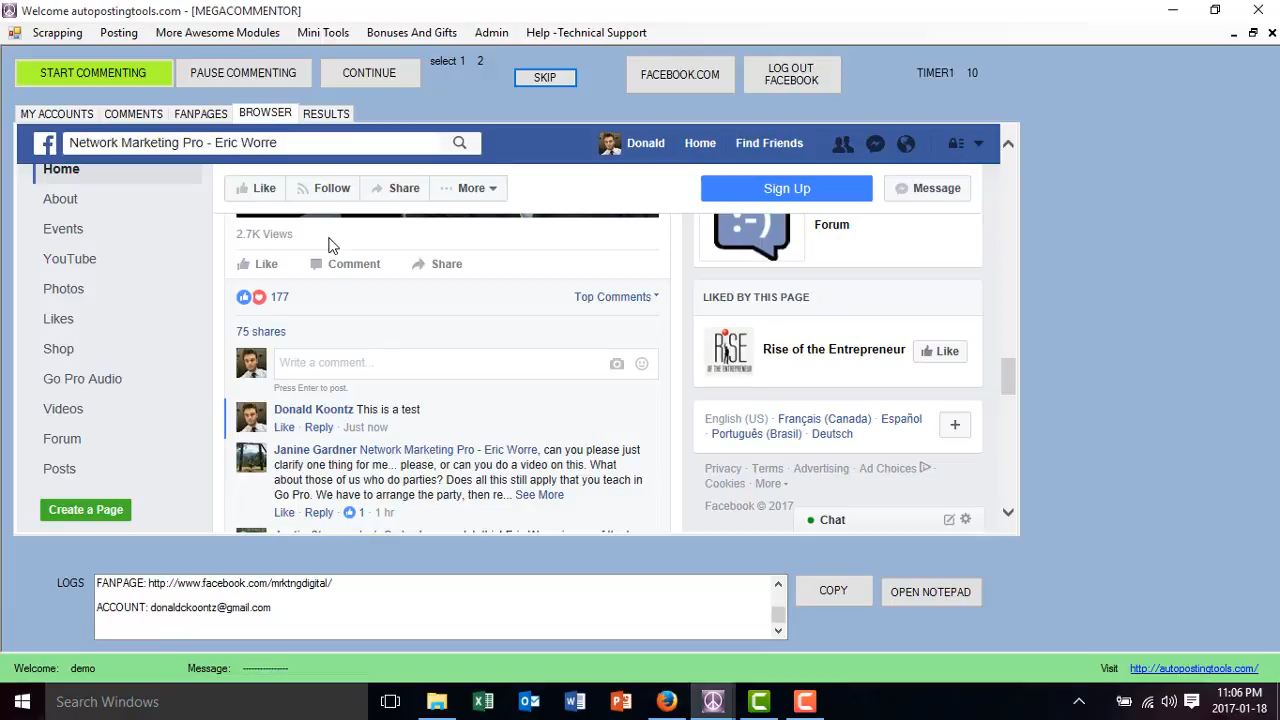 Welcome autopostingtools.com - [MEGACOMMENTOR]
Scrapping Posting More Awesome Modules Mini Tools Bonuses And Gifts Admin Help -Technical Support
START COMMENTING PAUSE COMMENTING CONTINUE select 1 2 SKIP FACEBOOK.COM LOG OUT FACEBOOK TIMER1 10
MY ACCOUNTS COMMENTS FANPAGES BROWSER RESULTS
Network Marketing Pro - Eric Worre Donald Home Find Friends
Home
Like Follow Share More Sign Up Message
About
Events
YouTube
Photos
Likes
Shop
Go Pro Audio
Videos
Forum
Posts
Create a Page
2.7K Views
Like Comment Share
177 Top Comments
75 shares
Write a comment...
Press Enter to post.
Donald Koontz This is a test
Like · Reply · Just now
Janine Gardner Network Marketing Pro - Eric Worre, can you please just
clarify one thing for me... please, or can you do a video on this. What
about those of us who do parties? Does all this still apply that you teach in
Go Pro. We have to arrange the party, then re... See More
Like · Reply · 1 · 1 hr
Forum
LIKED BY THIS PAGE
RISE
OF THE ENTREPRENEUR
Rise of the Entrepreneur Like
English (US) · Français (Canada) · Español
· Português (Brasil) · Deutsch
Privacy · Terms · Advertising · Ad Choices ·
Cookies · More
Facebook © 2017
Chat
LOGS
FANPAGE: http://www.facebook.com/mrktngdigital/
ACCOUNT: donaldckoontz@gmail.com
COPY OPEN NOTEPAD
Welcome: demo Message: --------------- Visit http://autopostingtools.com/
Search Windows
11:06 PM
2017-01-18